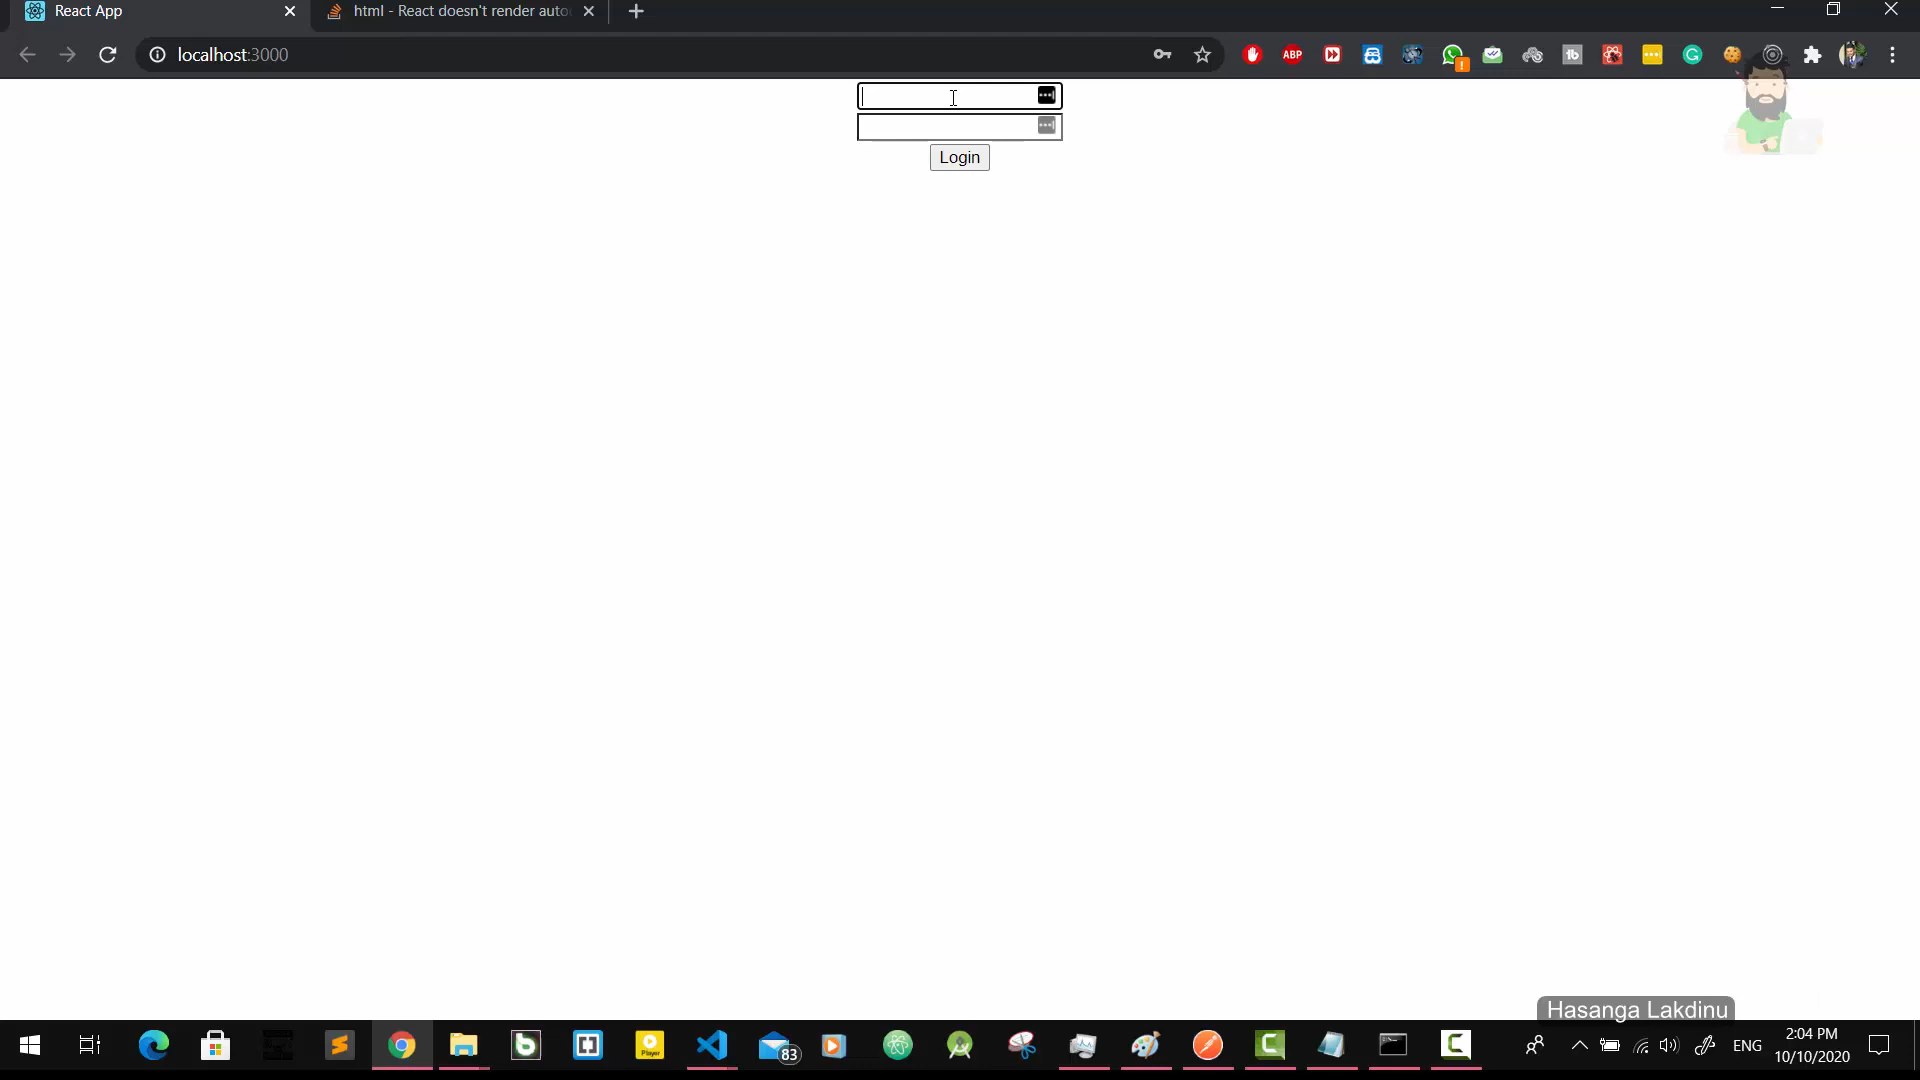 React App
html - React doesn't render auto
localhost:3000
ABP
Login
Hasanga Lakdinu
Player
83
ENG
2:04 PM
10/10/2020